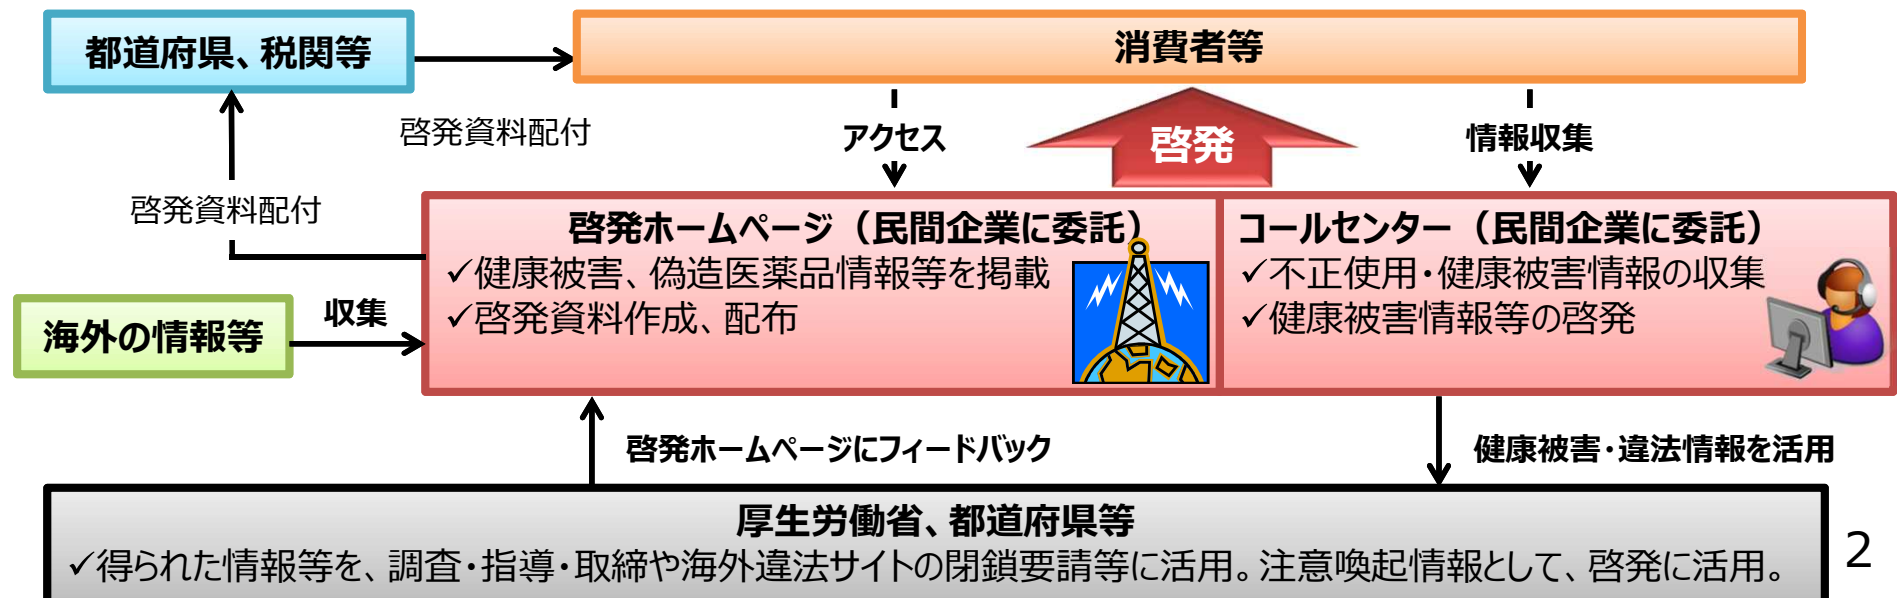 都道府県、税関等
消費者等
啓発資料配付
アクセス
啓発
情報収集
啓発資料配付
啓発ホームページ（民間企業に委託）
✓健康被害、偽造医薬品情報等を掲載
✓啓発資料作成、配布
コールセンター（民間企業に委託）
✓不正使用・健康被害情報の収集
✓健康被害情報等の啓発
収集
海外の情報等
啓発ホームページにフィードバック
健康被害・違法情報を活用
厚生労働省、都道府県等
✓得られた情報等を、調査・指導・取締や海外違法サイトの閉鎖要請等に活用。注意喚起情報として、啓発に活用。
2